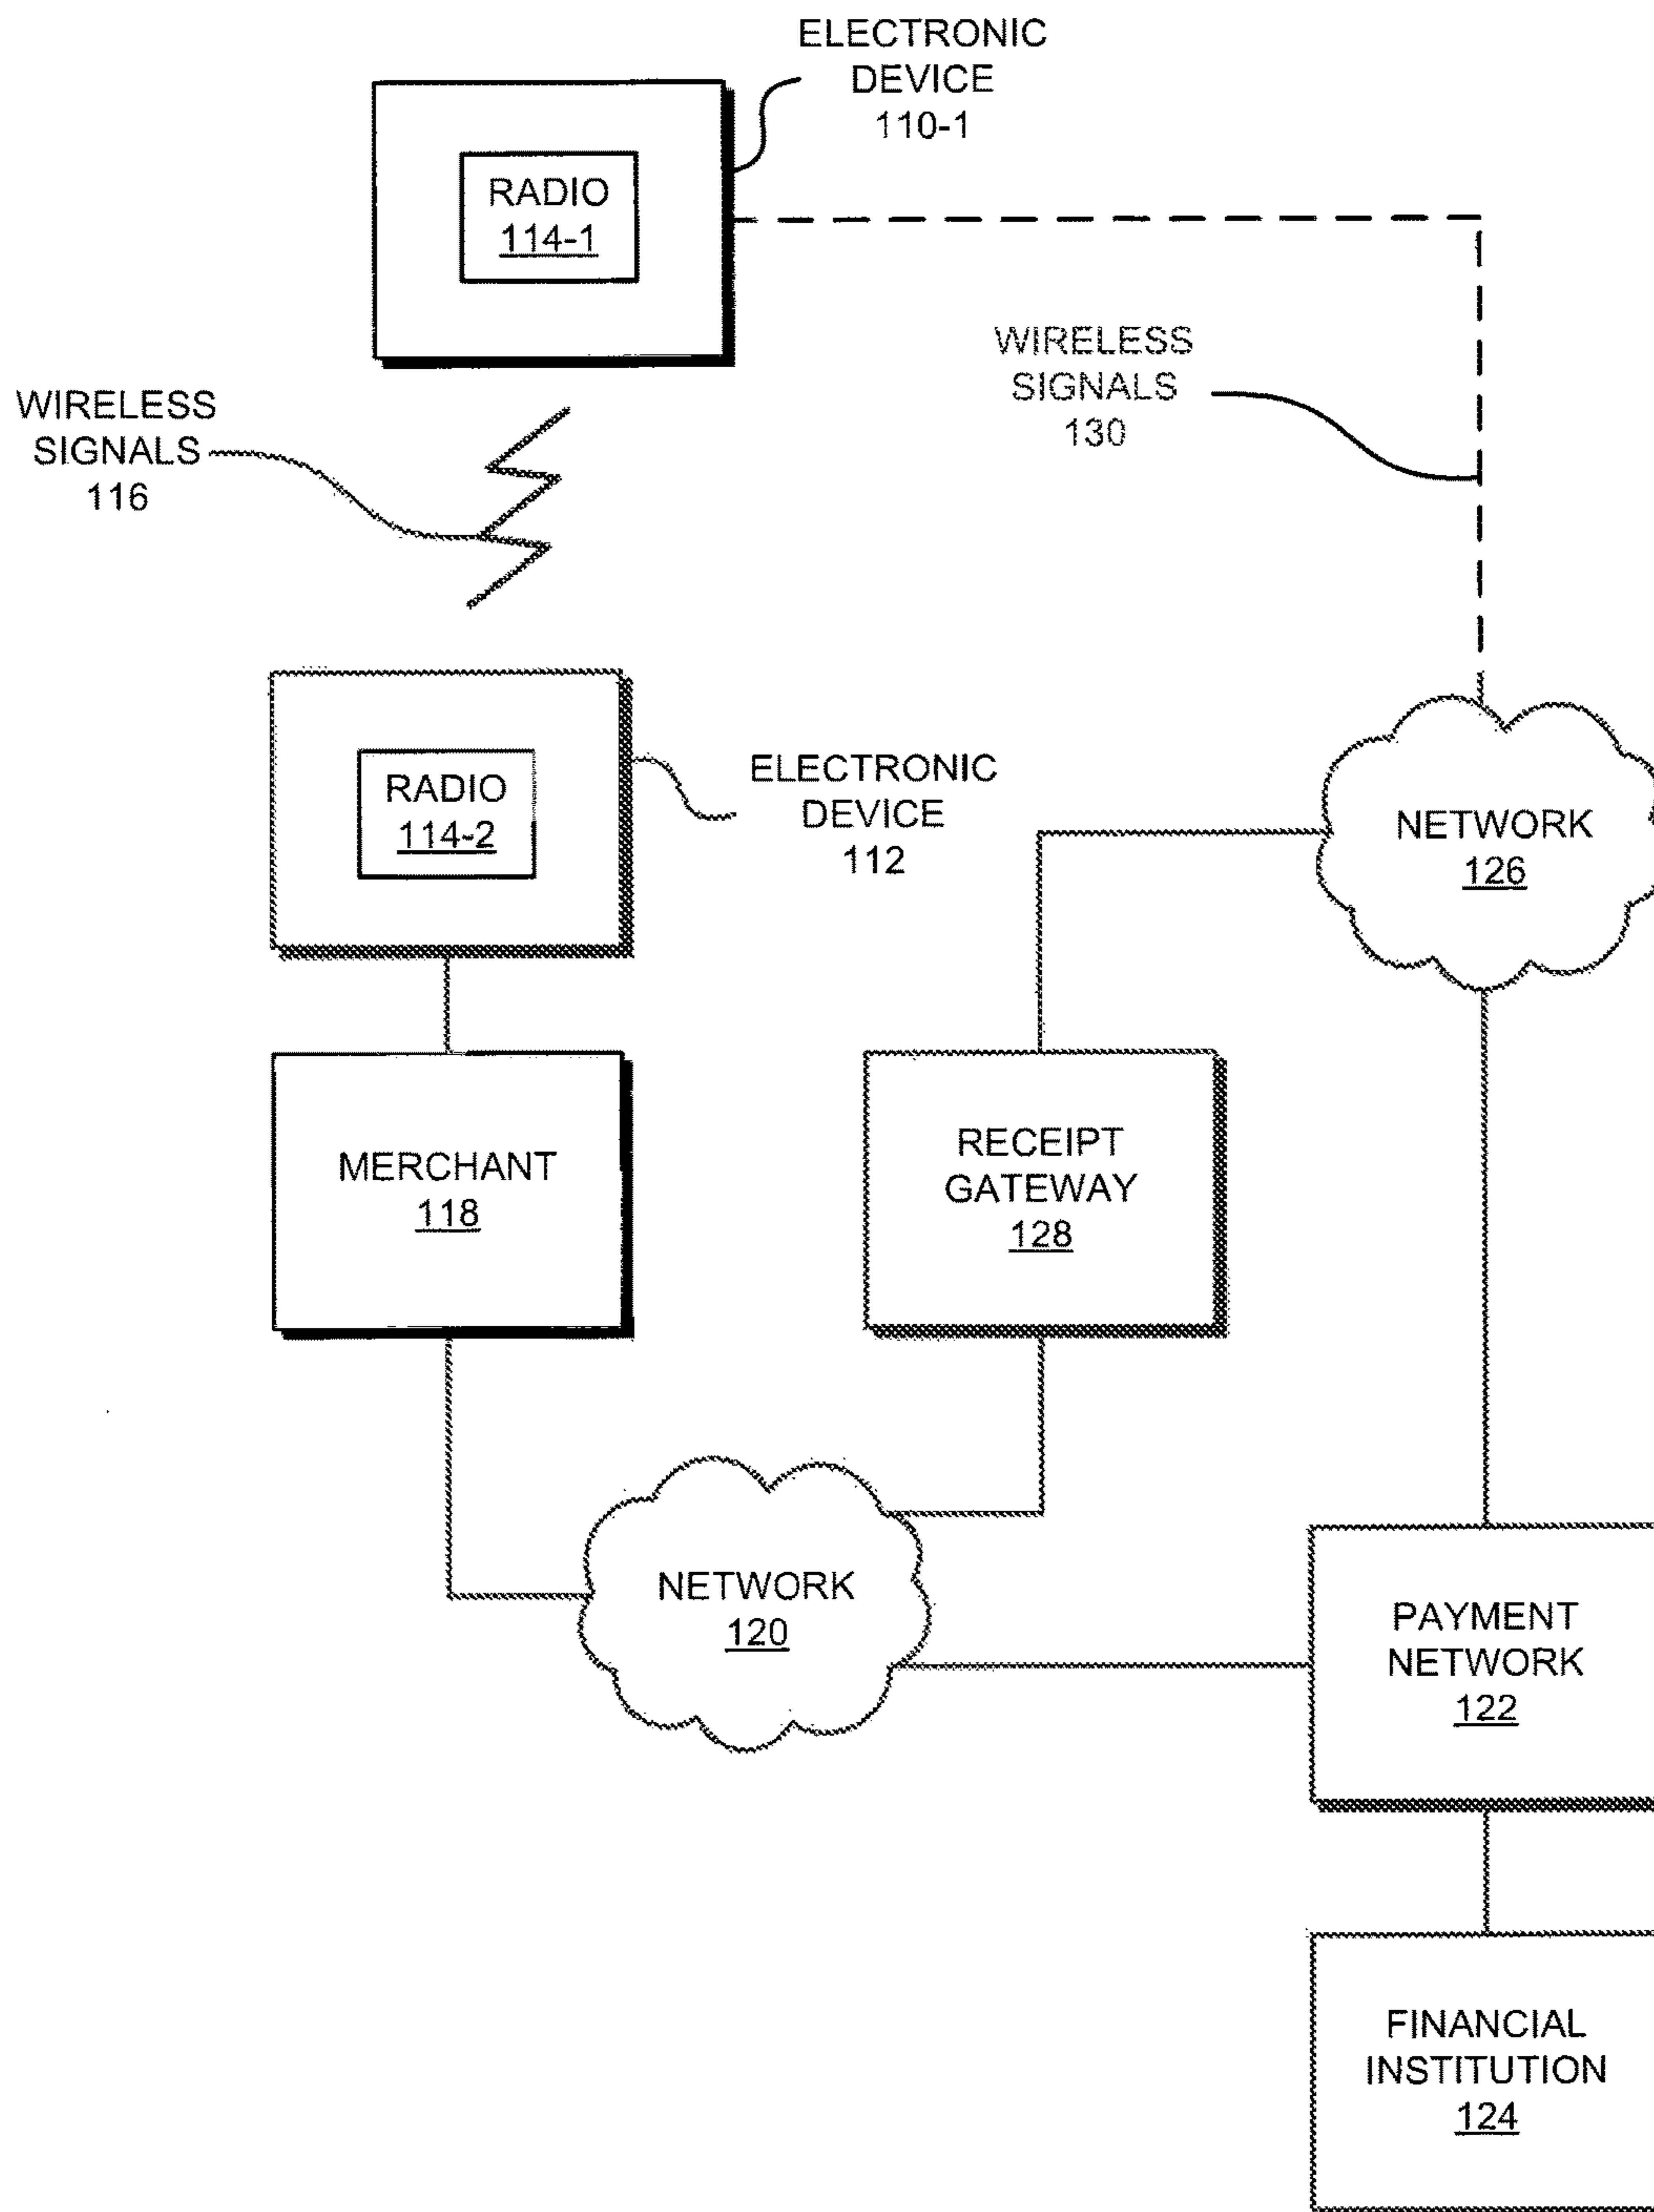 ELECTRONIC
DEVICE
110-1
RADIO
114-1
WIRELESS
SIGNALS
130
WIRELESS
SIGNALS
116
RADIO
114-2
ELECTRONIC
DEVICE
112
NETWORK
126
MERCHANT
118
RECEIPT
GATEWAY
128
NETWORK
120
PAYMENT
NETWORK
122
FINANCIAL
INSTITUTION
124